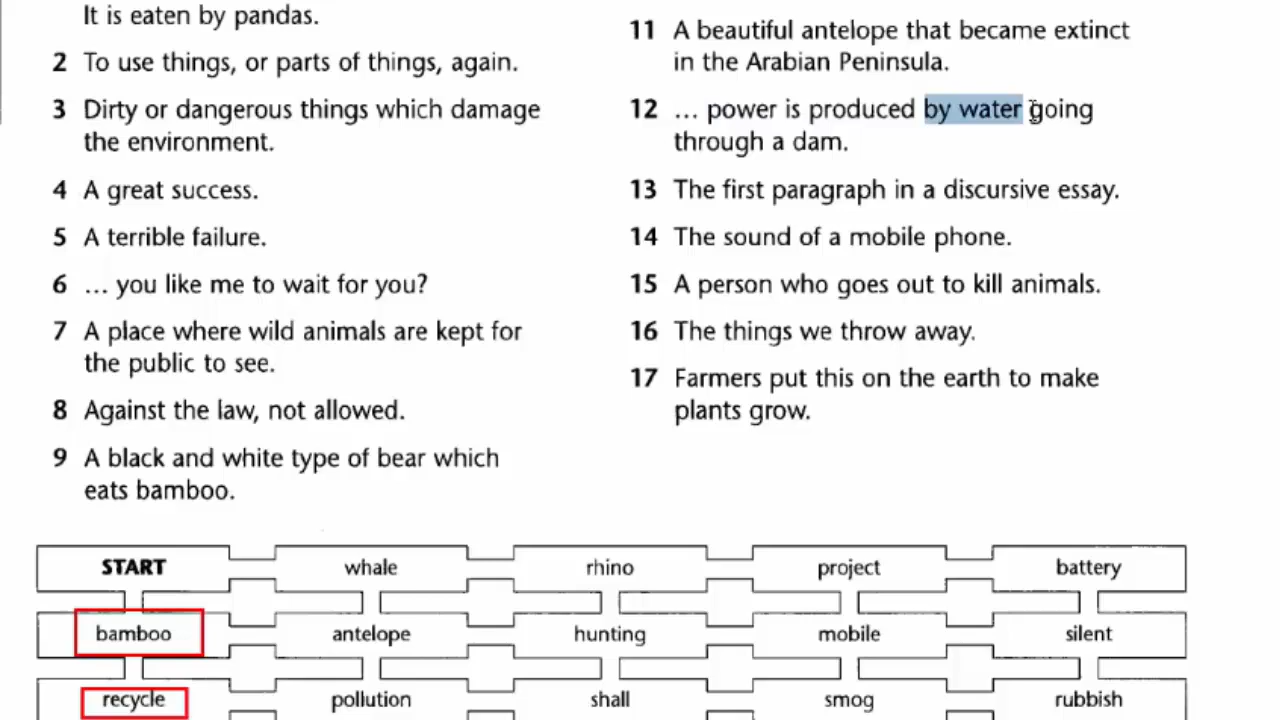 It is eaten by pandas.
2 To use things, or parts of things, again.
3 Dirty or dangerous things which damage
the environment.
4 A great success.
5 A terrible failure.
6 ... you like me to wait for you?
7 A place where wild animals are kept for
the public to see.
8 Against the law, not allowed.
9 A black and white type of bear which
eats bamboo.
11 A beautiful antelope that became extinct
in the Arabian Peninsula.
12 ... power is produced by water going
through a dam.
13 The first paragraph in a discursive essay.
14 The sound of a mobile phone.
15 A person who goes out to kill animals.
16 The things we throw away.
17 Farmers put this on the earth to make
plants grow.
START whale rhino project battery
bamboo antelope hunting mobile silent
recycle pollution shall smog rubbish